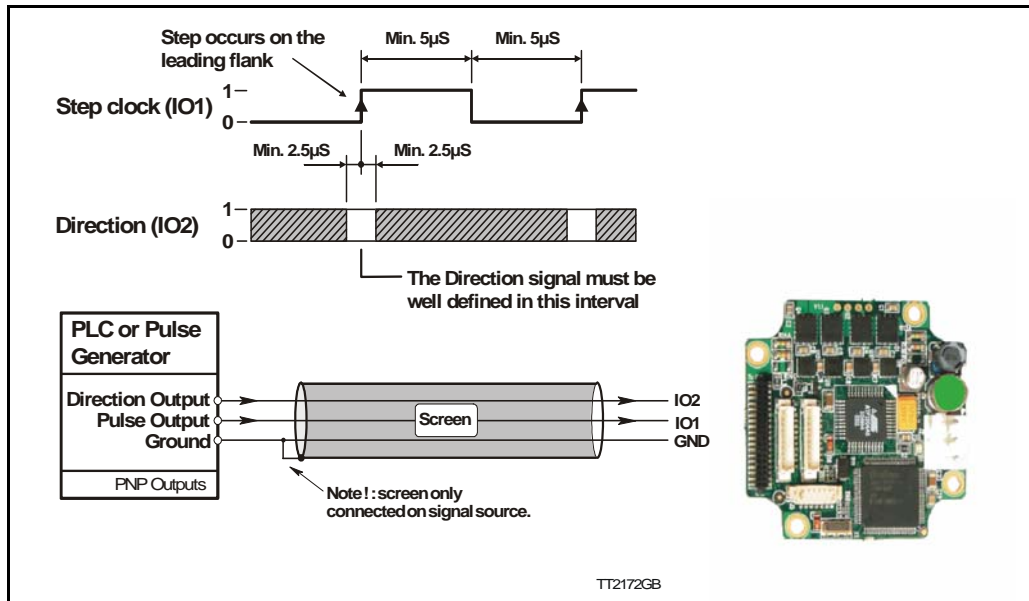 Step occurs on the
leading flank
Min. 5µS
Min. 5µS
Step clock (IO1)
1
0
Min. 2.5µS
Min. 2.5µS
Direction (IO2)
1
0
The Direction signal must be
well defined in this interval
PLC or Pulse
Generator
Direction Output
Pulse Output
Ground
PNP Outputs
Screen
IO2
IO1
GND
Note! : screen only
connected on signal source.
TT2172GB